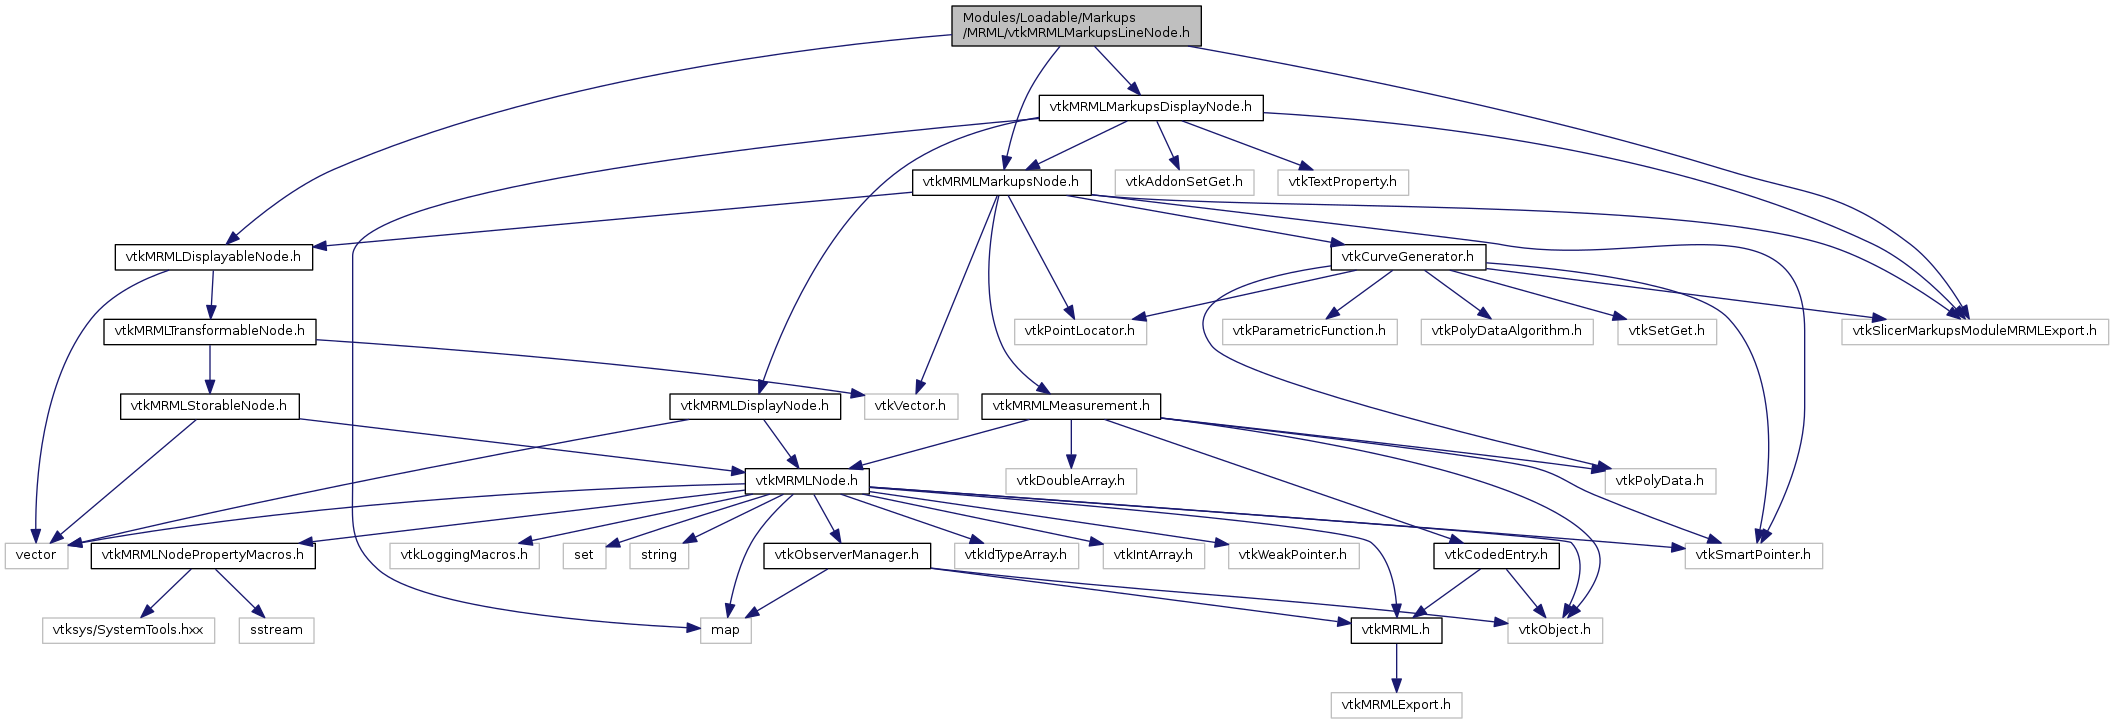 Modules/Loadable/Markups
/MRML/vtkMRMLMarkupsLineNode.h
vtkMRMLMarkupsDisplayNode.h
vtkMRMLMarkupsNode.h
vtkAddonSetGet.h
vtkTextProperty.h
vtkMRMLDisplayableNode.h
vtkCurveGenerator.h
vtkMRMLTransformableNode.h
vtkPointLocator.h
vtkParametricFunction.h
vtkPolyDataAlgorithm.h
vtkSetGet.h
vtkSlicerMarkupsModuleMRMLExport.h
vtkMRMLStorableNode.h
vtkMRMLDisplayNode.h
vtkVector.h
vtkMRMLMeasurement.h
vtkMRMLNode.h
vtkDoubleArray.h
vtkPolyData.h
vector
vtkMRMLNodePropertyMacros.h
vtkLoggingMacros.h
set
string
vtkObserverManager.h
vtkIdTypeArray.h
vtkIntArray.h
vtkWeakPointer.h
vtkCodedEntry.h
vtkSmartPointer.h
vtksys/SystemTools.hxx
sstream
map
vtkMRML.h
vtkObject.h
vtkMRMLExport.h